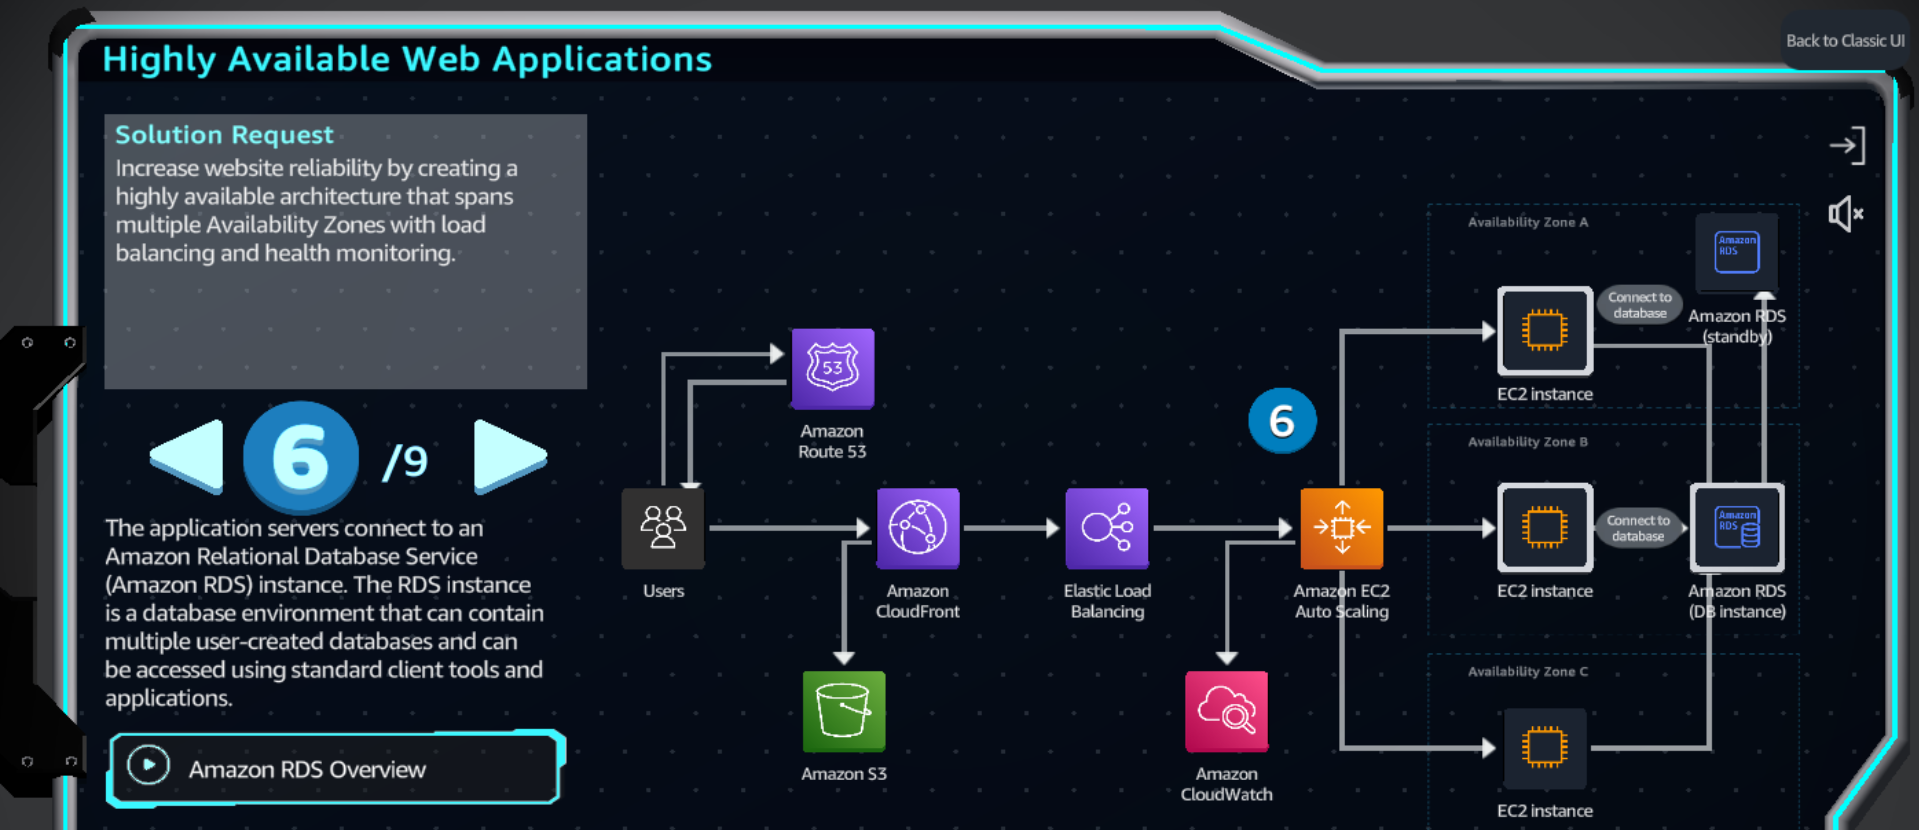 Back to Classic UI
Highly Available Web Applications
Solution Request
Increase website reliability by creating a
highly available architecture that spans
multiple Availability Zones with load
balancing and health monitoring.
6 /9
The application servers connect to an
Amazon Relational Database Service
(Amazon RDS) instance. The RDS instance
is a database environment that can contain
multiple user-created databases and can
be accessed using standard client tools and
applications.
Amazon RDS Overview
Users
53
Amazon
Route 53
Amazon
CloudFront
Amazon S3
Elastic Load
Balancing
6
Amazon EC2
Auto Scaling
Amazon
CloudWatch
Availability Zone A
EC2 instance
Connect to
database
Amazon
RDS
Amazon RDS
(standby)
Availability Zone B
EC2 instance
Connect to
database
Amazon
RDS
Amazon RDS
(DB instance)
Availability Zone C
EC2 instance